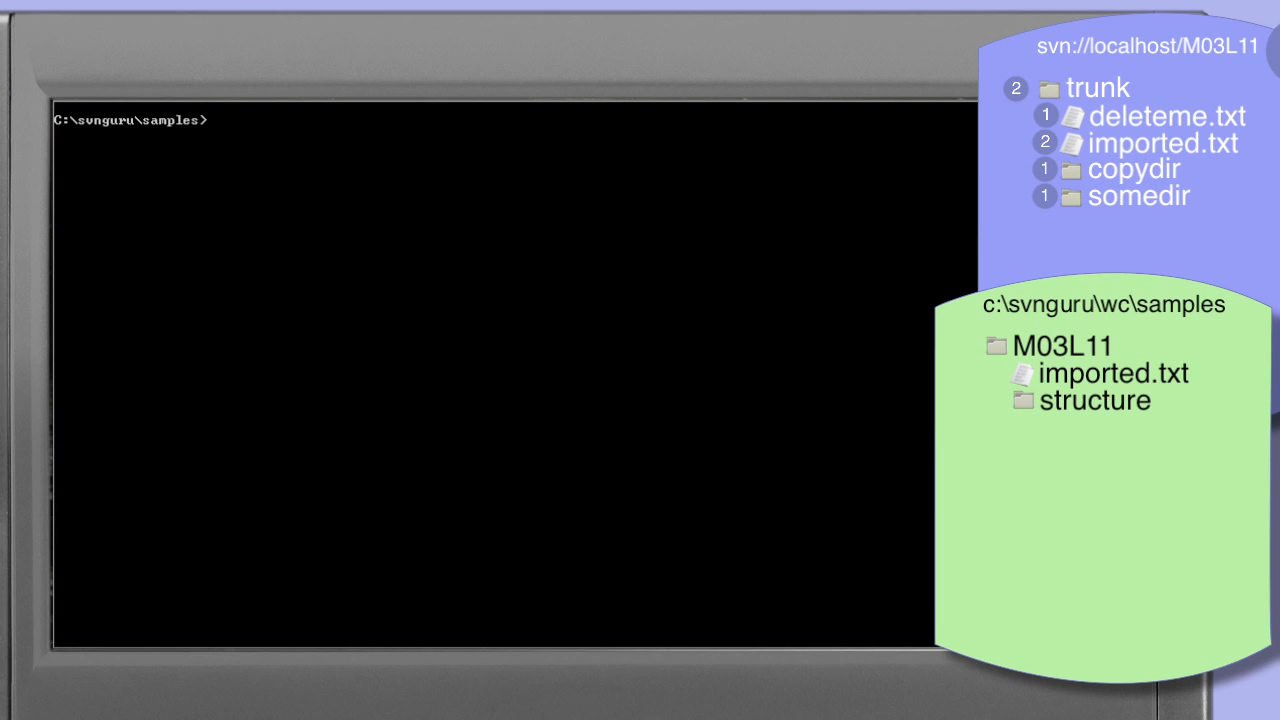 C:\svnguru\samples>
svn://localhost/M03L11
2 trunk
1 deleteme.txt
2 imported.txt
1 copydir
1 somedir
c:\svnguru\wc\samples
M03L11
imported.txt
structure